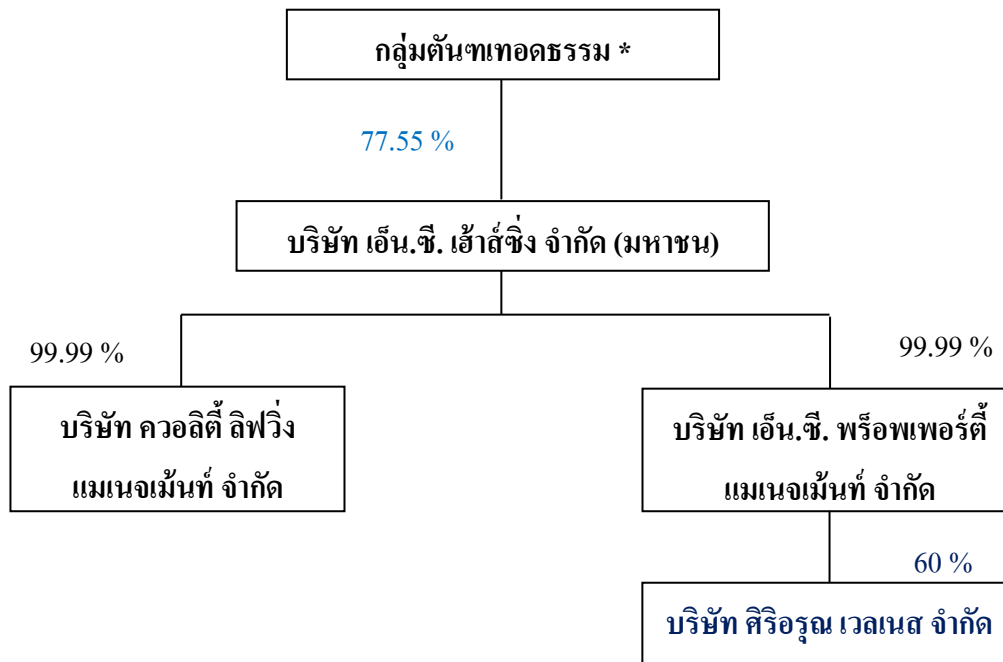 กลุ่มตันฑเทอดธรรม *
77.55 %
บริษัท เอ็น.ซี. เฮ้าส์ซิ่ง จำกัด (มหาชน)
99.99 %
99.99 %
บริษัท ควอลิตี้ ลิฟวิ่ง
แมเนจเม้นท์ จำกัด
บริษัท เอ็น.ซี. พร็อพเพอร์ตี้
แมเนจเม้นท์ จำกัด
60 %
บริษัท ศิริอรุณ เวลเนส จำกัด